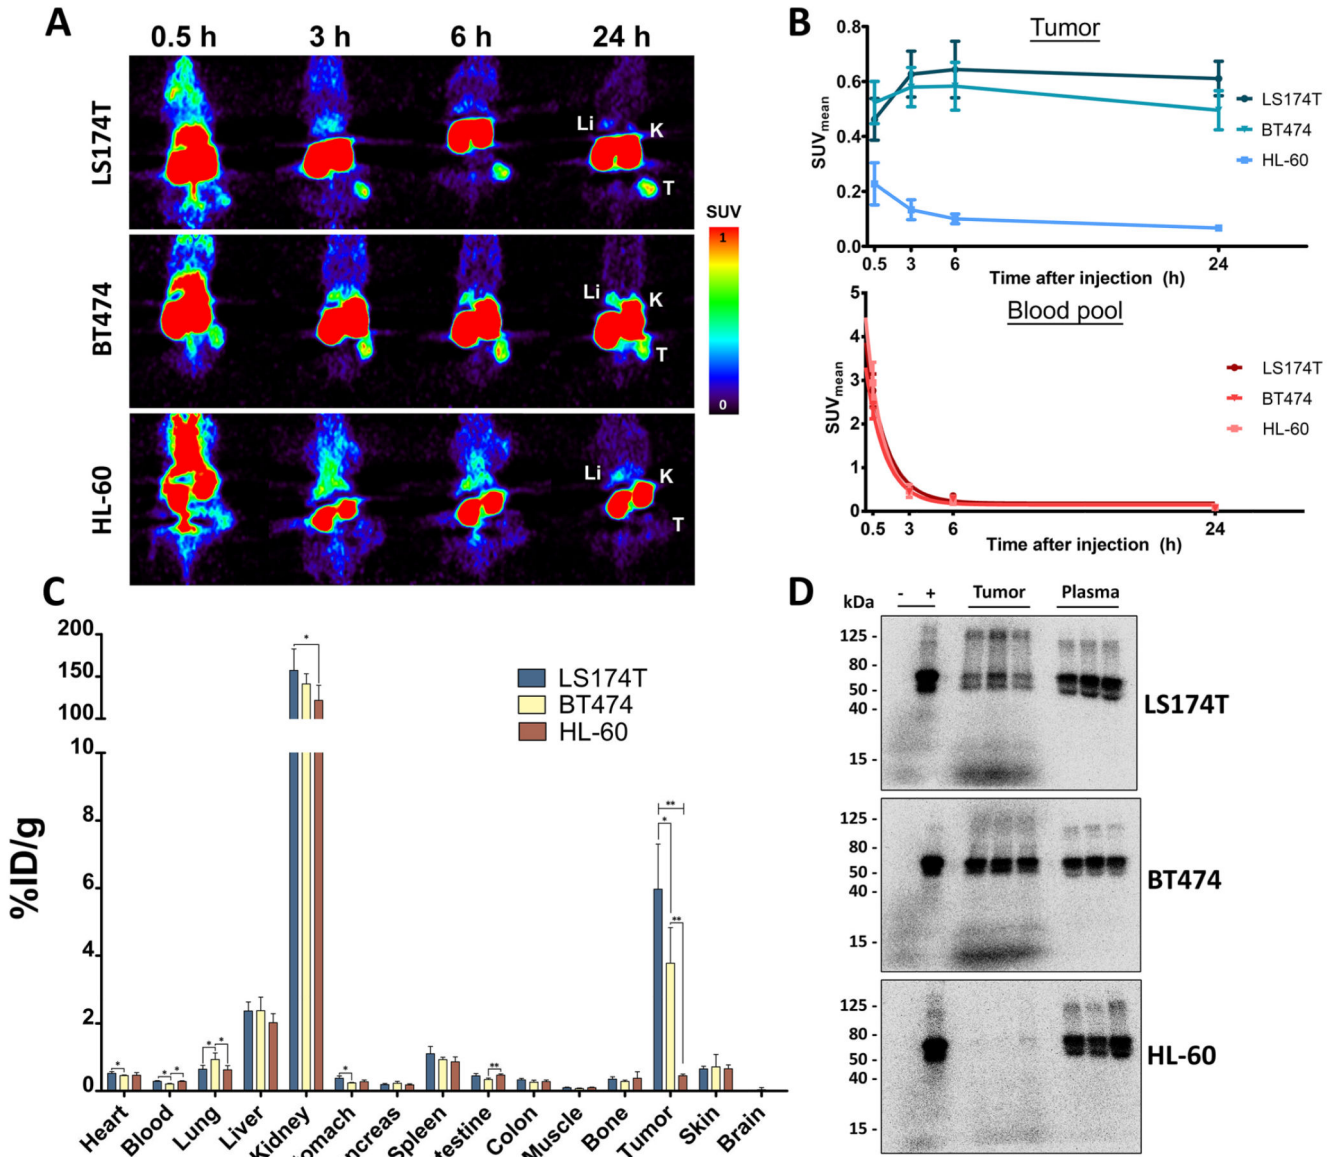 A
0.5 h 3 h 6 h 24 h
LS174T
Li K
T
BT474
Li K
T
HL-60
Li K
T
SUV
1
0
B
Tumor
0.8
0.6
0.4
0.2
0.0
SUVmean
0.5 3 6 24
Time after injection (h)
LS174T
BT474
HL-60
Blood pool
5
4
3
2
1
0
SUVmean
0.5 3 6 24
Time after injection (h)
LS174T
BT474
HL-60
C
%ID/g
200
150
100
10
8
6
4
2
0
LS174T
BT474
HL-60
* * * * * * * ** ** * **
Heart Blood Lung Liver Kidney tomach ncreas Spleen testine Colon Muscle Bone Tumor Skin Brain
D
kDa - + Tumor Plasma
125 -
80 -
50 -
40 -
15 -
LS174T
125 -
80 -
50 -
40 -
15 -
BT474
125 -
80 -
50 -
40 -
15 -
HL-60